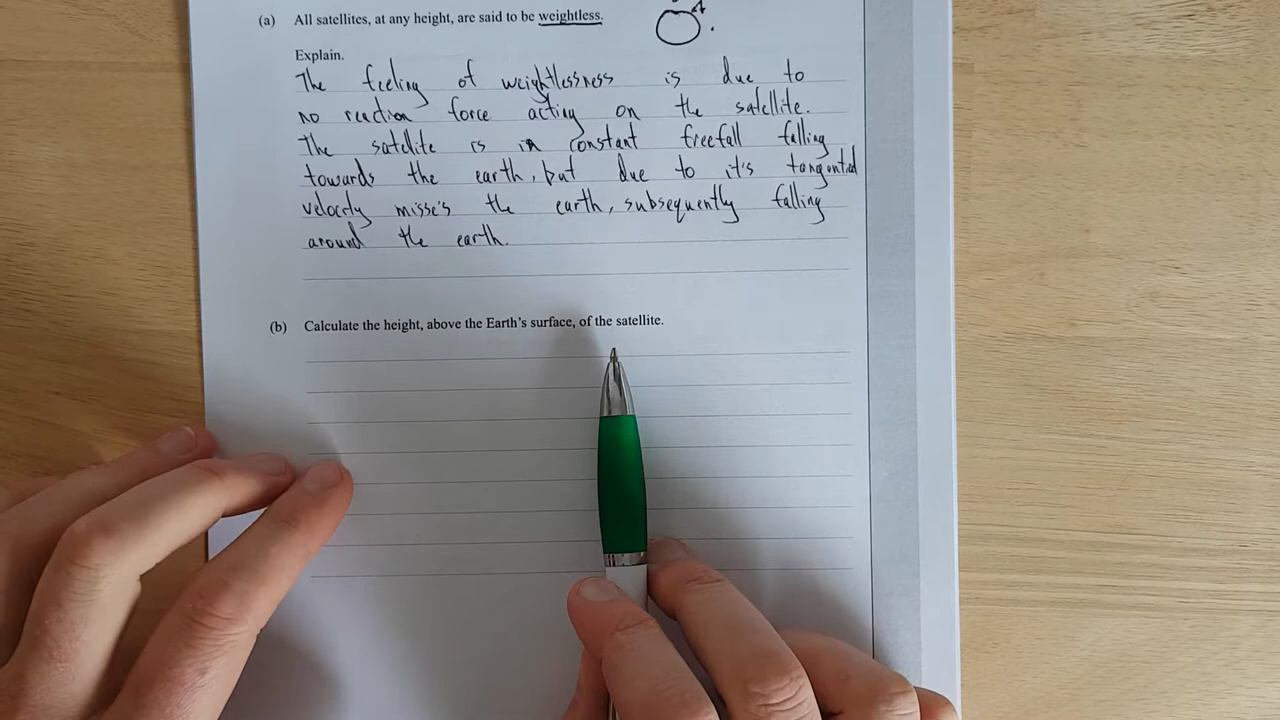 (a) All satellites, at any height, are said to be weightless.
Explain.
The feeling of weightlessness is due to
no reaction force acting on the satellite.
The satellite is in constant freefall falling
towards the earth, but due to it's tangential
velocity misse's the earth, subsequently falling
around the earth.
(b) Calculate the height, above the Earth's surface, of the satellite.